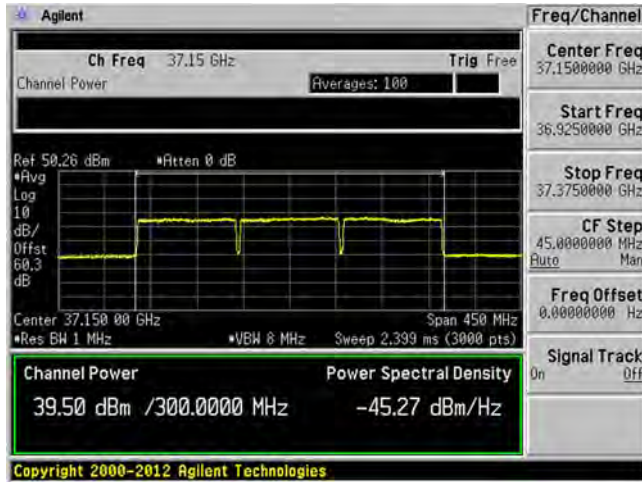 Agilent
Freq/Channel
Ch Freq 37.15 GHz Trig Free
Channel Power Averages: 100
Center Freq
37.1500000 GHz
Start Freq
36.9250000 GHz
Stop Freq
37.3750000 GHz
CF Step
45.0000000 MHz
Auto Man
Freq Offset
0.00000000 Hz
Signal Track
On Off
Ref 50.26 dBm *Atten 0 dB
*Avg
Log
10
dB/
Offst
60.3
dB
Center 37.150 00 GHz Span 450 MHz
*Res BW 1 MHz *VBW 8 MHz Sweep 2.399 ms (3000 pts)
Channel Power Power Spectral Density
39.50 dBm /300.0000 MHz -45.27 dBm/Hz
Copyright 2000-2012 Agilent Technologies